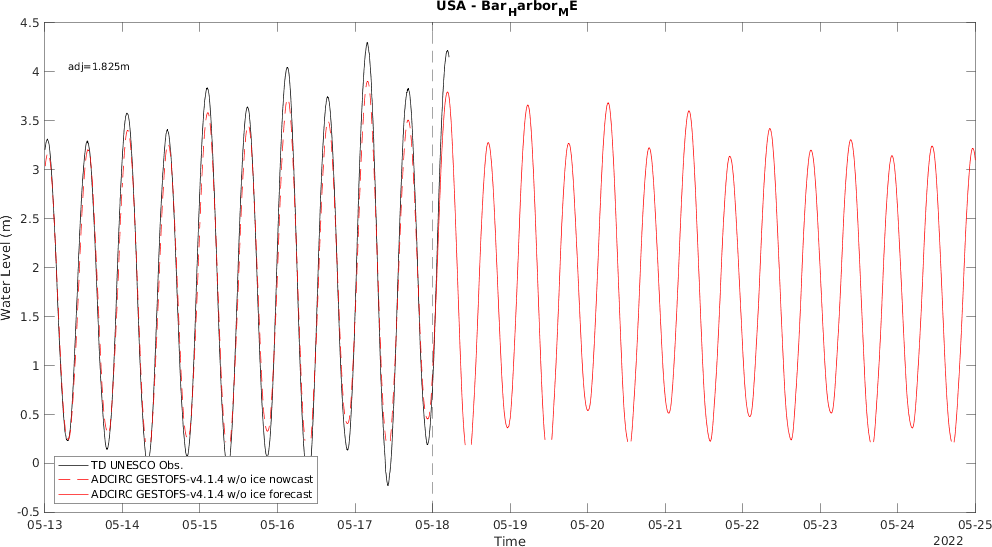 USA - Bar_Harbor_ME
adj=1.825m
Water Level (m)
4.5
4
3.5
3
2.5
2
1.5
1
0.5
0
-0.5
TD UNESCO Obs.
ADCIRC GESTOFS-v4.1.4 w/o ice nowcast
ADCIRC GESTOFS-v4.1.4 w/o ice forecast
05-13 05-14 05-15 05-16 05-17 05-18 05-19 05-20 05-21 05-22 05-23 05-24 05-25
Time
2022